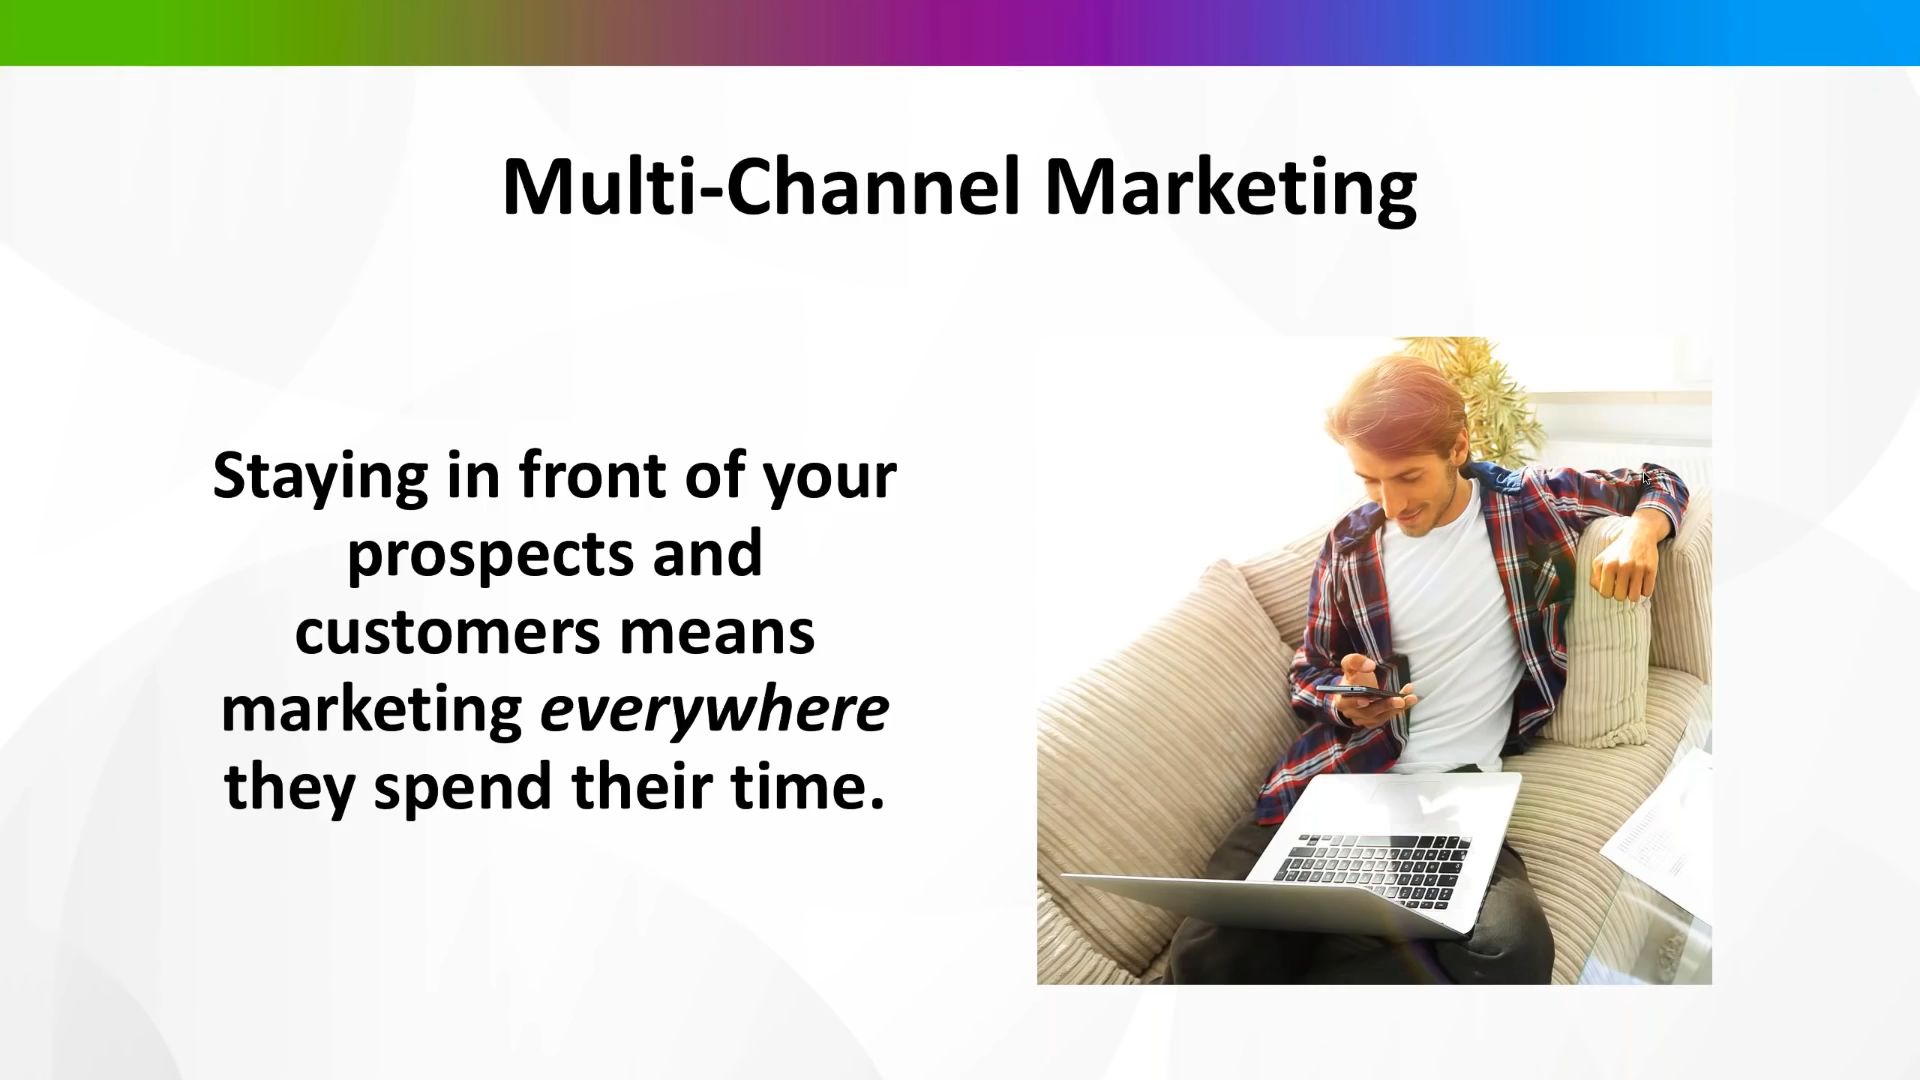 Multi-Channel Marketing
Staying in front of your
prospects and
customers means
marketing everywhere
they spend their time.